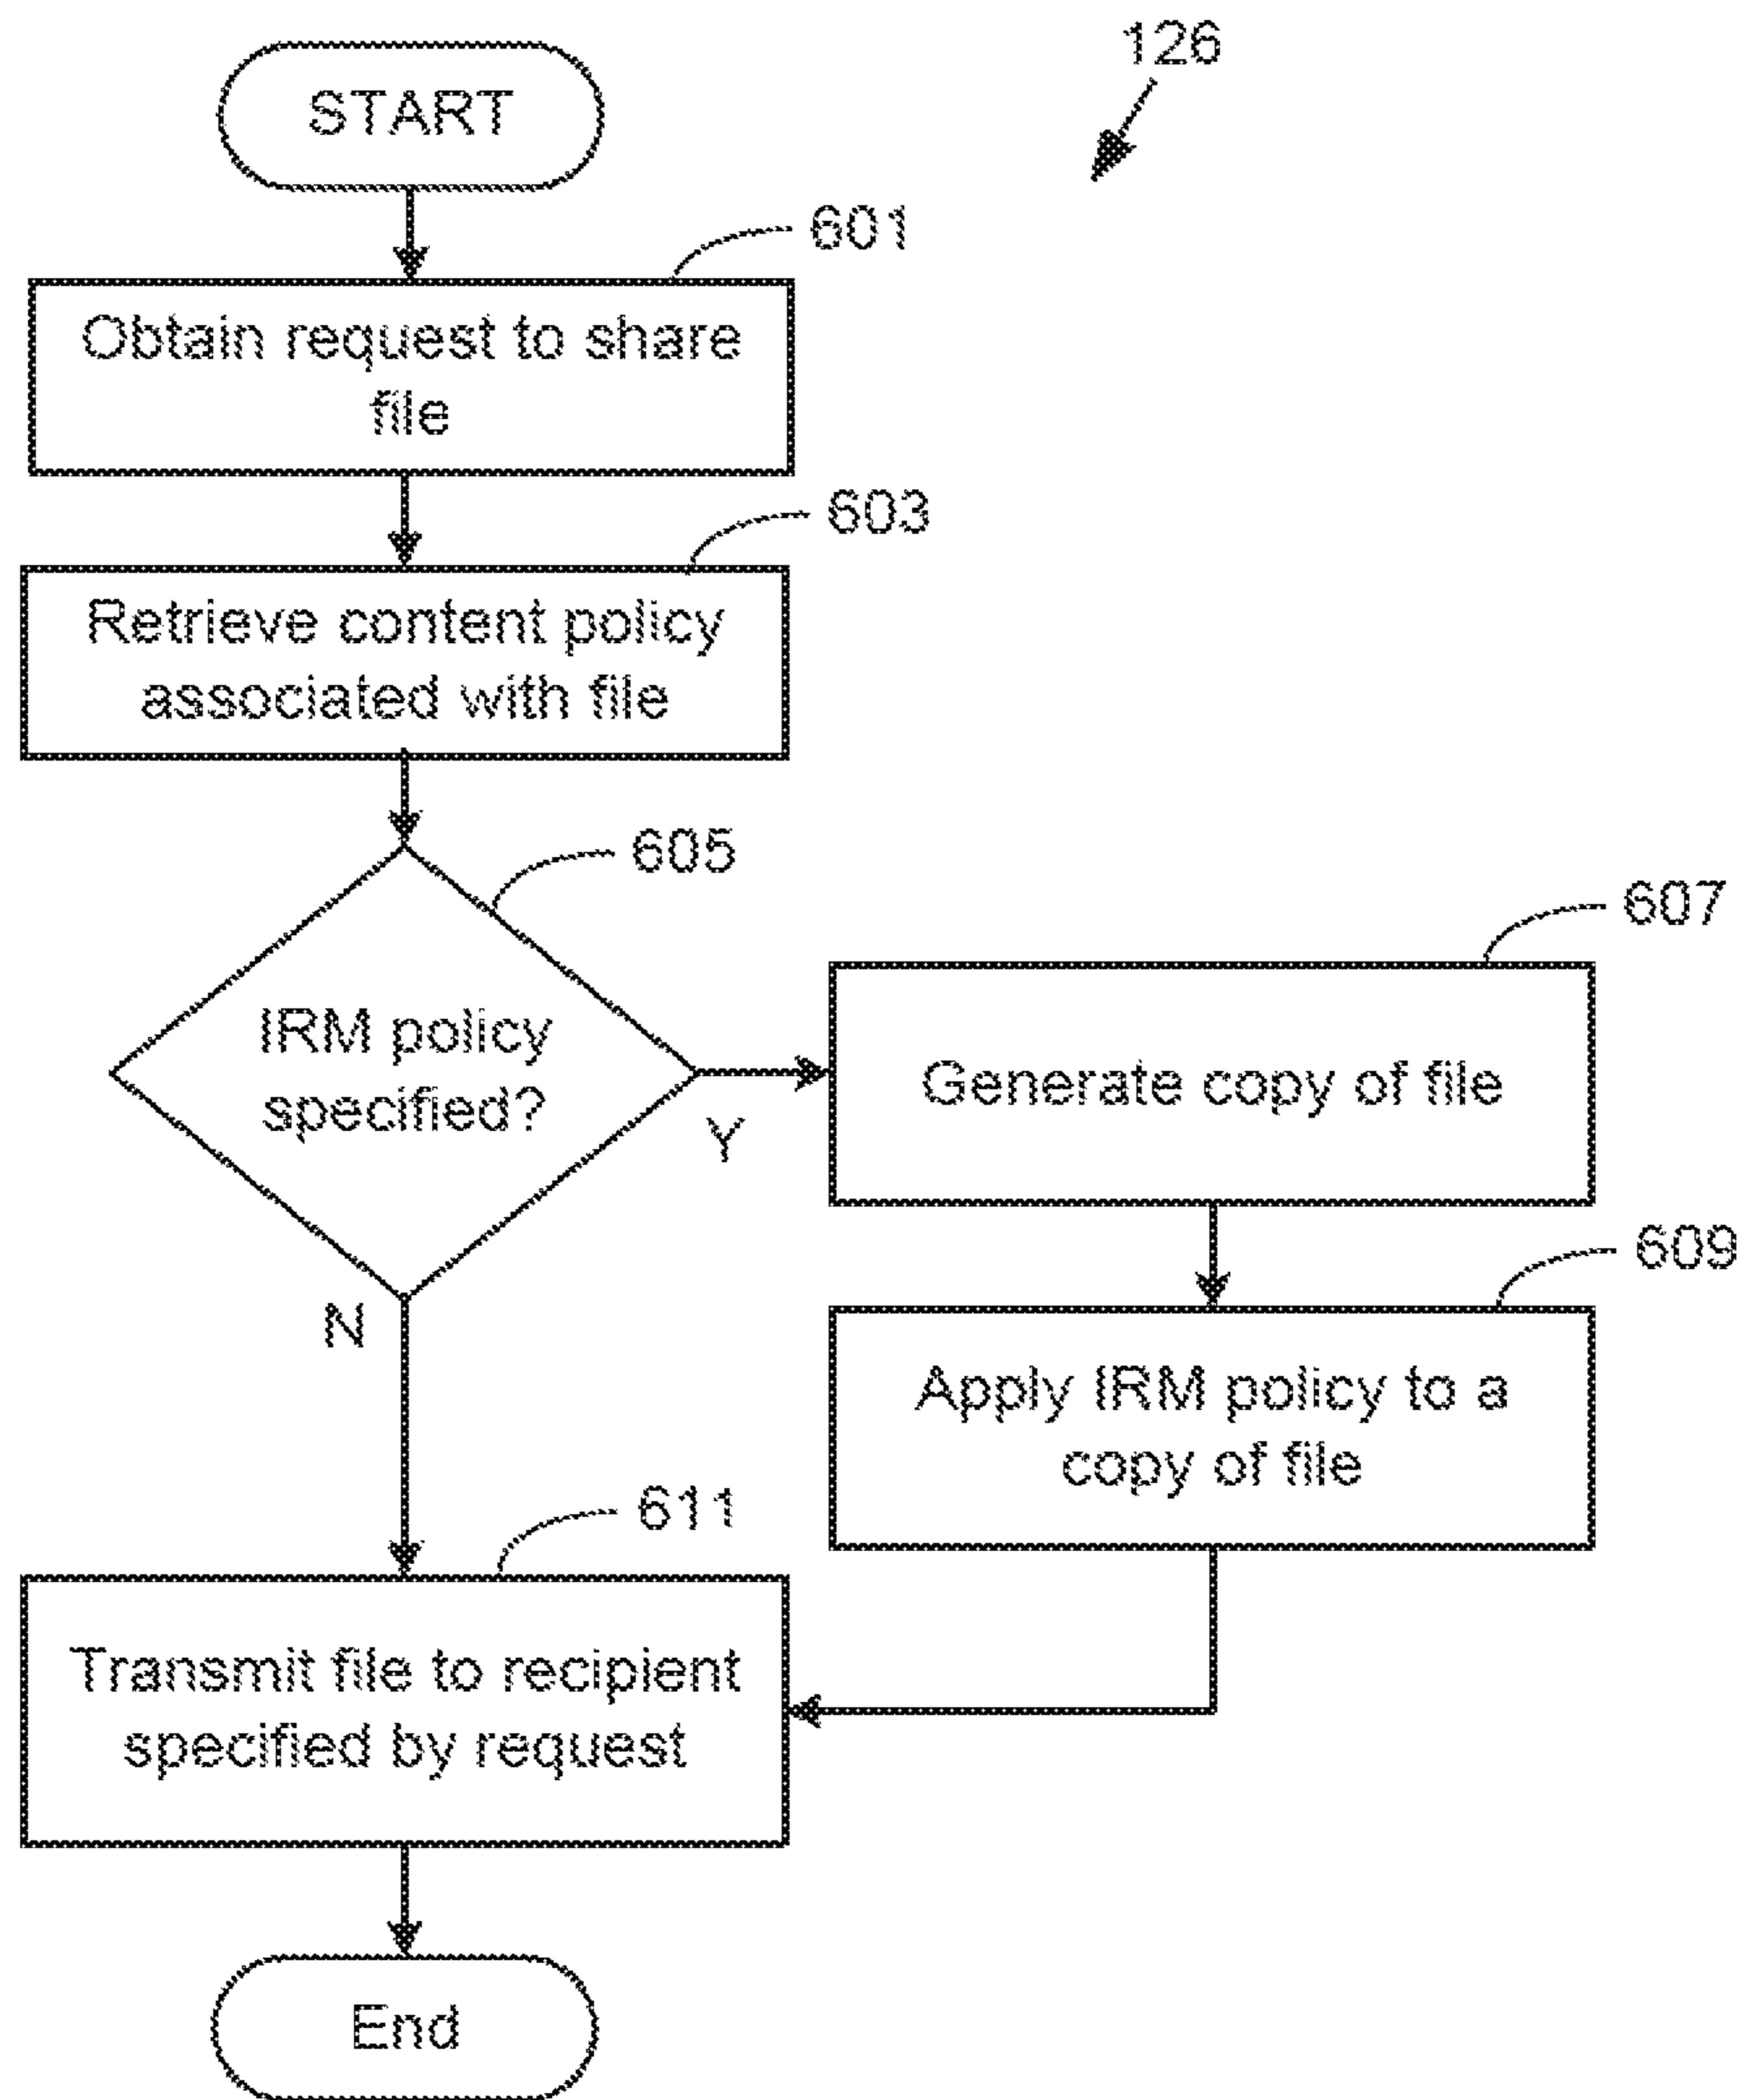 126
START
601
Obtain request to share
file
603
Retrieve content policy
associated with file
605
IRM policy
specified?
Y
N
607
Generate copy of file
609
Apply IRM policy to a
copy of file
611
Transmit file to recipient
specified by request
End